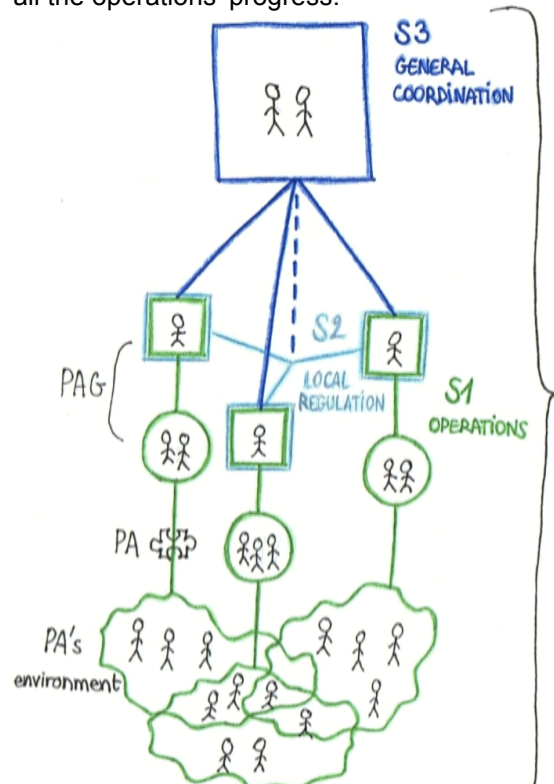 all the operations' progress.
S3
GENERAL
COORDINATION
S2
LOCAL
REGULATION
PAG
S1
OPERATIONS
PA
PA's
environment